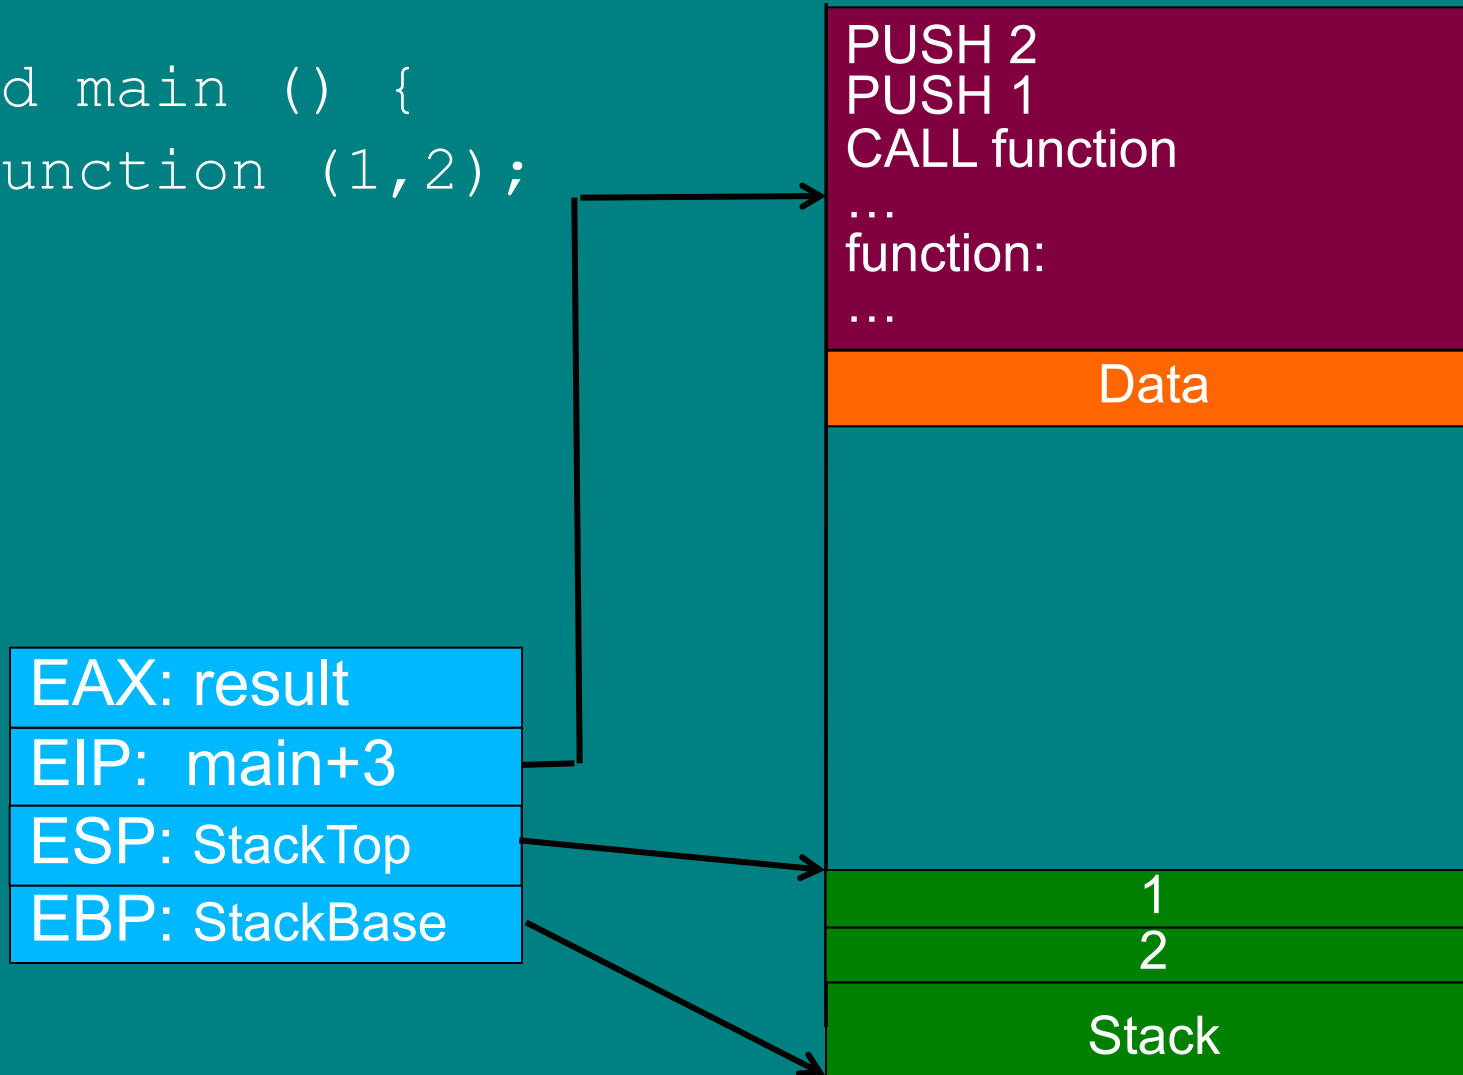 d main () {
unction (1,2);
PUSH 2
PUSH 1
CALL function
...
function:
...
Data
EAX: result
EIP: main+3
ESP: StackTop
EBP: StackBase
1
2
Stack